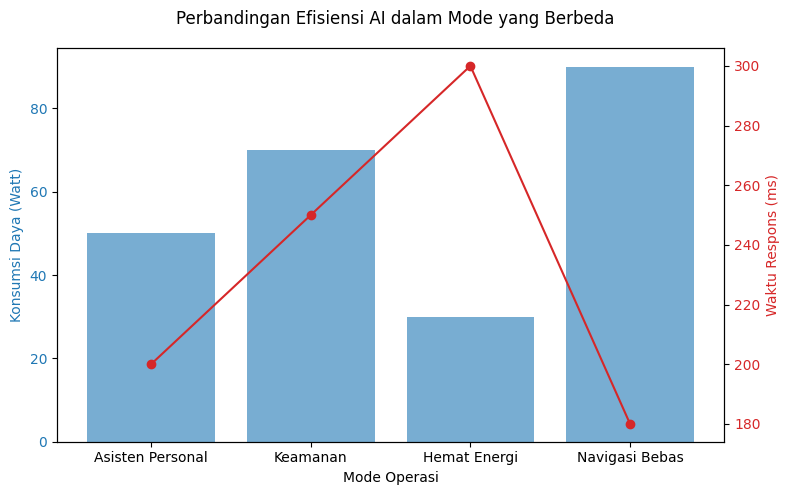 Perbandingan Efisiensi AI dalam Mode yang Berbeda
Konsumsi Daya (Watt)
80
60
40
20
0
300
280
260
240
220
200
180
Waktu Respons (ms)
Asisten Personal
Keamanan
Hemat Energi
Navigasi Bebas
Mode Operasi